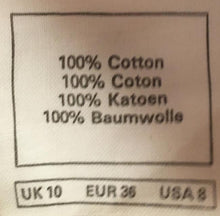 100% Cotton
100% Coton
100% Katoen
100% Baumwolle
UK 10 EUR 36 USA 8